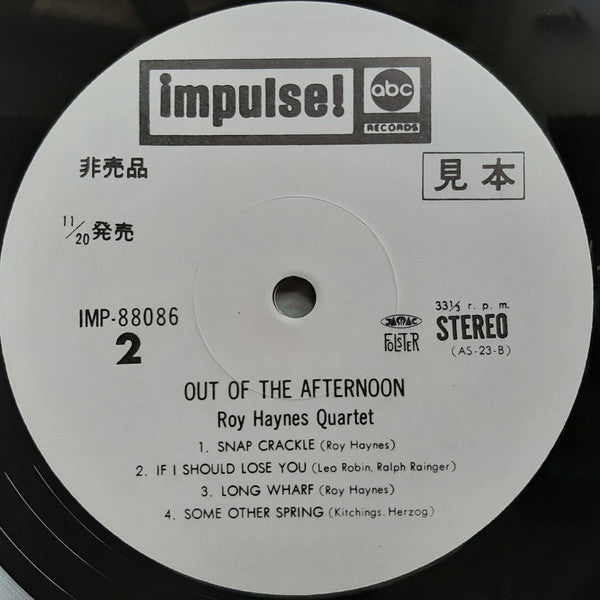 impulse!
abc
RECORDS
非売品
見本
11/20発売
IMP-88086
2
33⅓ r. p. m.
STEREO
(AS-23-B)
JASRAC
FOLSTER
OUT OF THE AFTERNOON
Roy Haynes Quartet
1. SNAP CRACKLE (Roy Haynes)
2. IF I SHOULD LOSE YOU (Leo Robin, Ralph Rainger)
3. LONG WHARF (Roy Haynes)
4. SOME OTHER SPRING (Kitchings. Herzog)